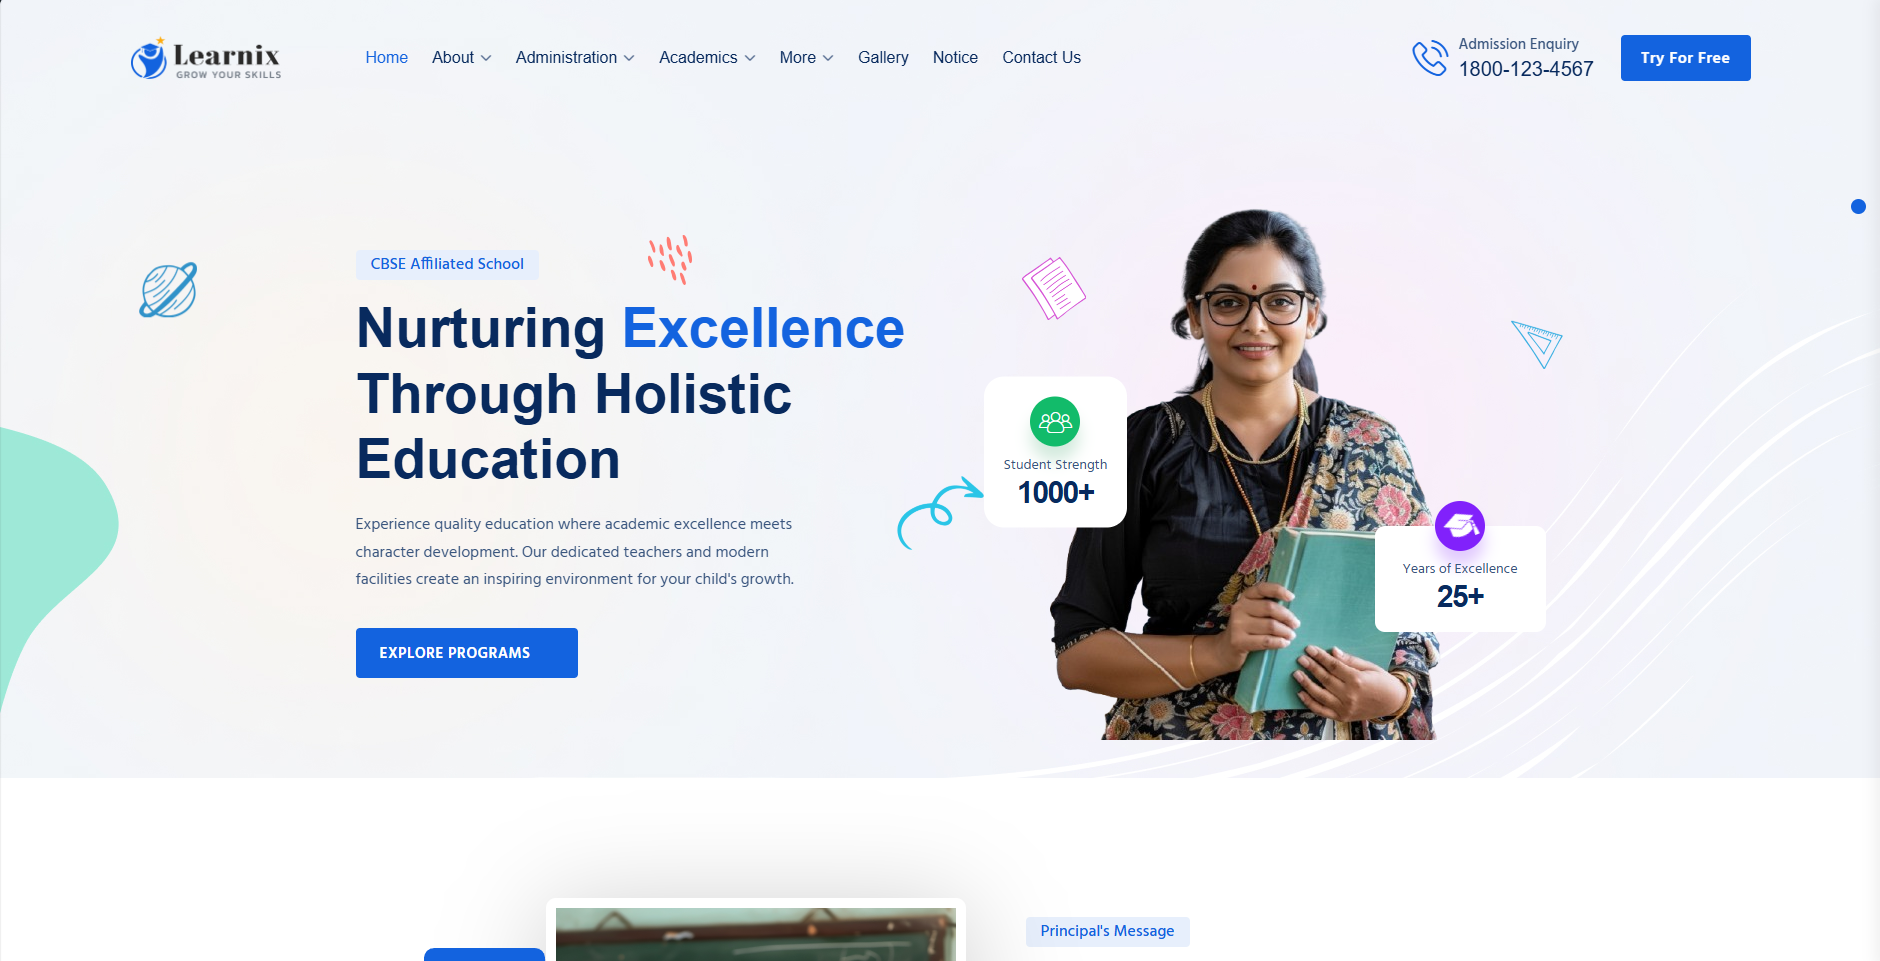 Learnix
GROW YOUR SKILLS
Home
About
Administration
Academics
More
Gallery
Notice
Contact Us
Admission Enquiry
1800-123-4567
Try For Free
CBSE Affiliated School
Nurturing Excellence
Through Holistic
Education
Experience quality education where academic excellence meets
character development. Our dedicated teachers and modern
facilities create an inspiring environment for your child's growth.
EXPLORE PROGRAMS
Student Strength
1000+
Years of Excellence
25+
Principal's Message